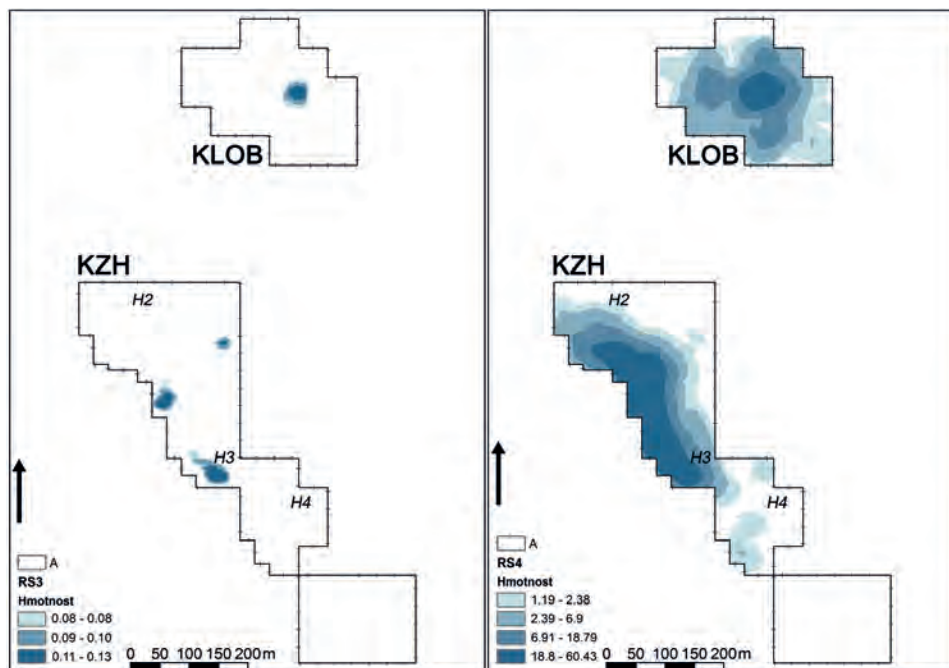 KLOB
KZH
H2
H3
H4
A
RS3
Hmotnost
0.08 - 0.08
0.09 - 0.10
0.11 - 0.13
0 50 100 150 200m
KLOB
KZH
H2
H3
H4
A
RS4
Hmotnost
1.19 - 2.38
2.39 - 6.9
6.91 - 18.79
18.8 - 60.43
0 50 100 150 200m